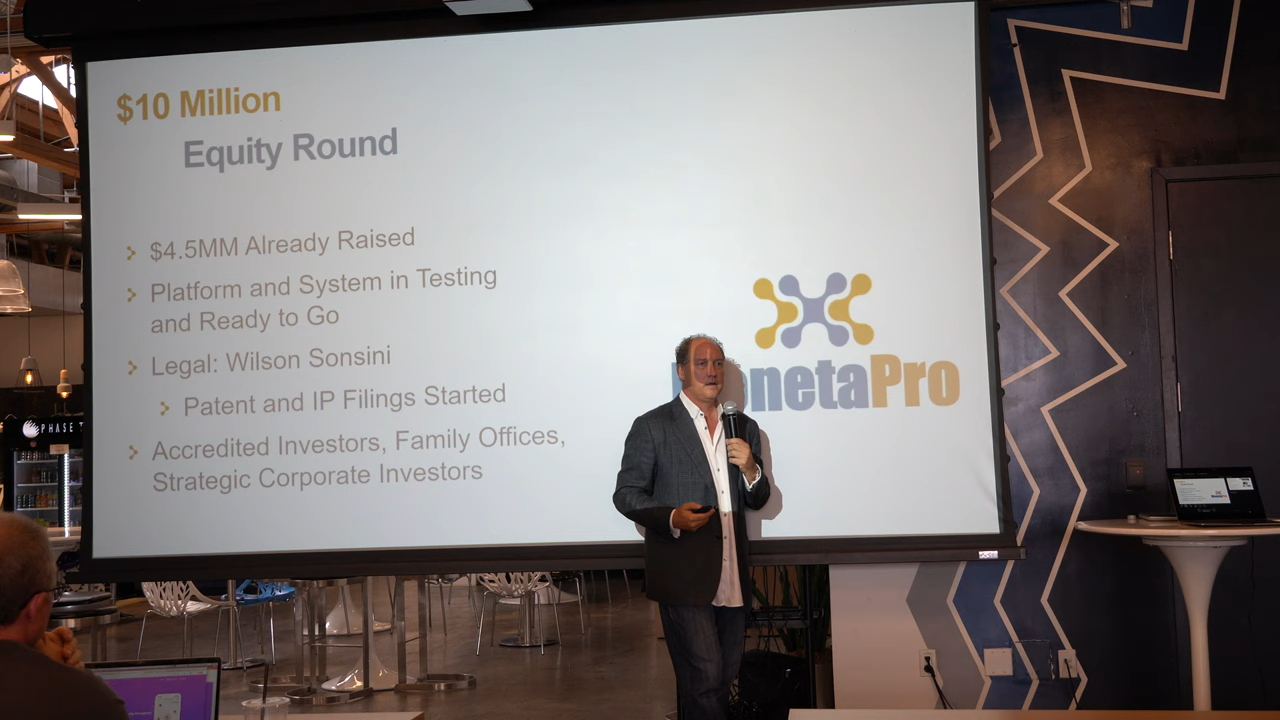 $10 Million
Equity Round
$4.5MM Already Raised
Platform and System in Testing
and Ready to Go
Legal: Wilson Sonsini
Patent and IP Filings Started
Accredited Investors, Family Offices,
Strategic Corporate Investors
netaPro
PHASE